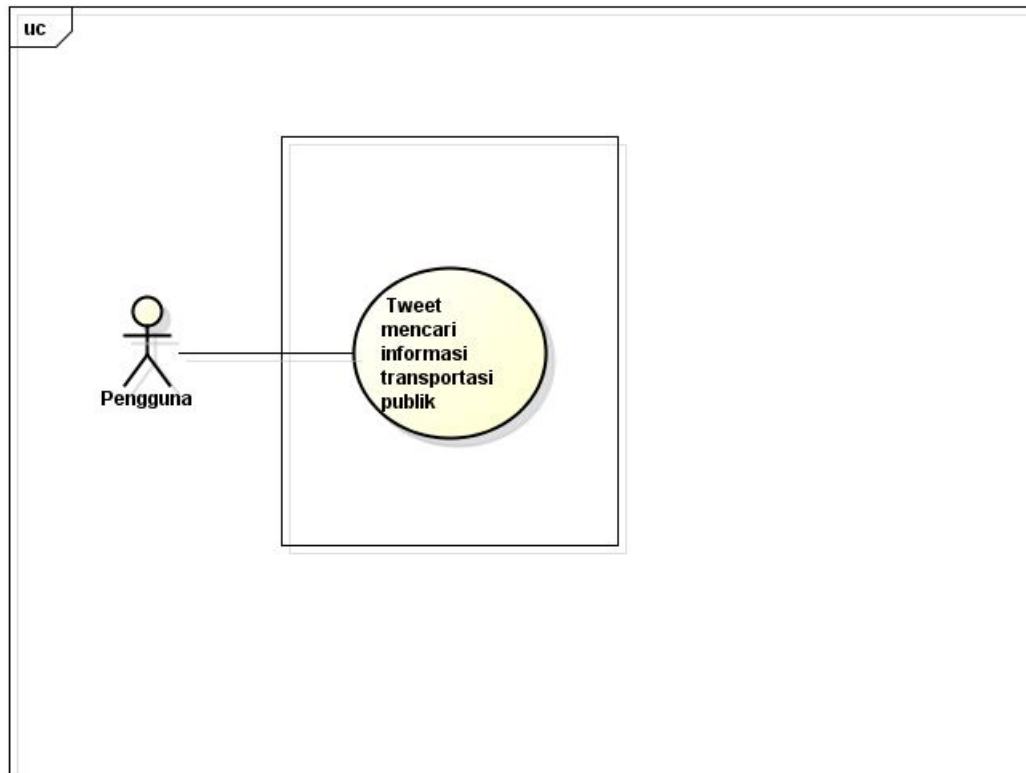 uc
Tweet
mencari
informasi
transportasi
publik
Pengguna